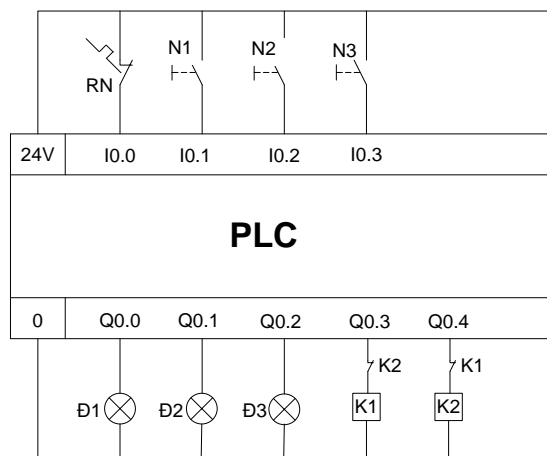 N1 N2 N3
RN
24V I0.0 I0.1 I0.2 I0.3
PLC
0 Q0.0 Q0.1 Q0.2 Q0.3 Q0.4
K2 K1
Đ1 Đ2 Đ3 K1 K2